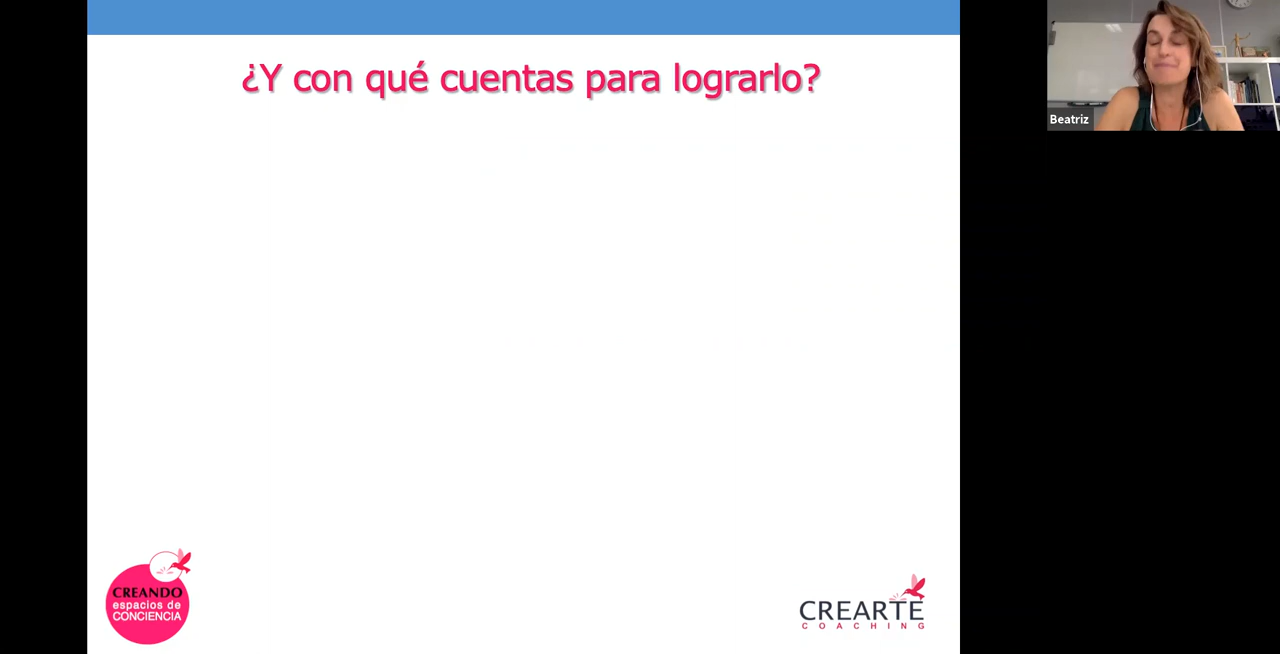 ¿Y con qué cuentas para lograrlo?
Beatriz
CREANDO
espacios de
CONCIENCIA
CREARTE
COACHING